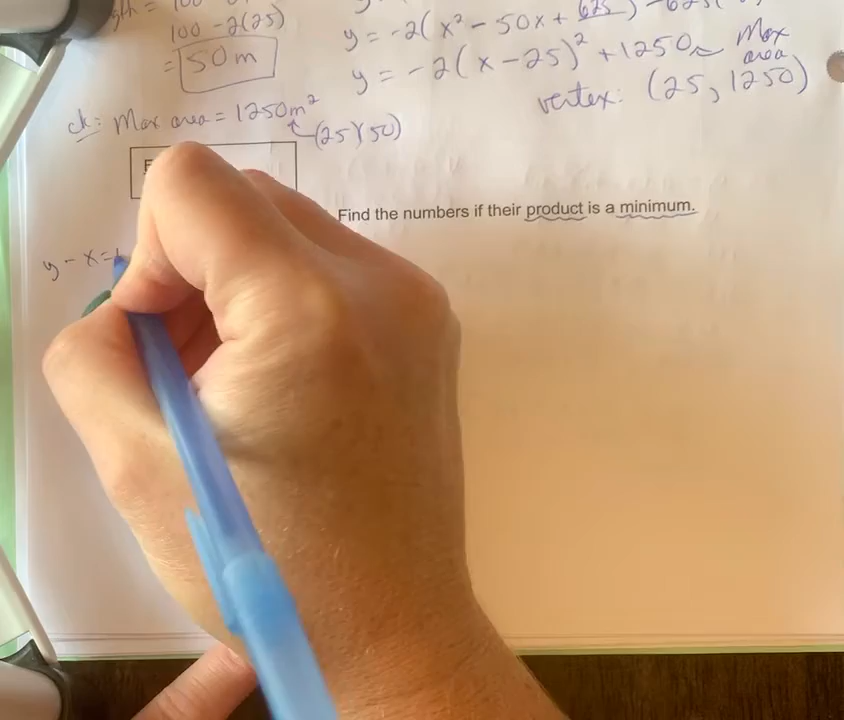 100 - 2(25)
= 50m
y = -2(x² - 50x + 625) - 625(
y = -2(x - 25)² + 1250 ← Max area
vertex: (25, 1250)
ck: Max area = 1250m²
(25)(50)
Find the numbers if their product is a minimum.
y - x =